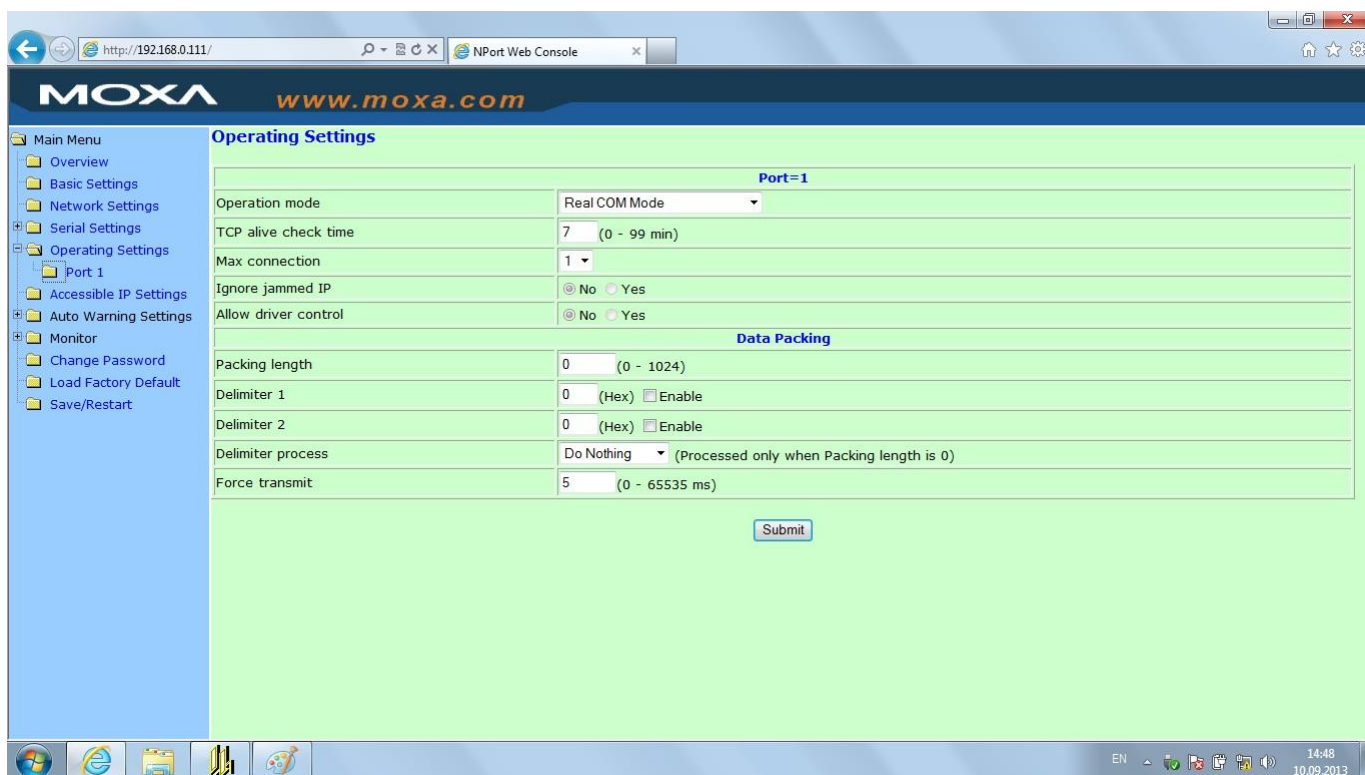 http://192.168.0.111/
NPort Web Console
MOXA www.moxa.com
Main Menu
Overview
Basic Settings
Network Settings
Serial Settings
Operating Settings
Port 1
Accessible IP Settings
Auto Warning Settings
Monitor
Change Password
Load Factory Default
Save/Restart
Operating Settings
Port=1
Operation mode Real COM Mode
TCP alive check time 7 (0 - 99 min)
Max connection 1
Ignore jammed IP No Yes
Allow driver control No Yes
Data Packing
Packing length 0 (0 - 1024)
Delimiter 1 0 (Hex) Enable
Delimiter 2 0 (Hex) Enable
Delimiter process Do Nothing (Processed only when Packing length is 0)
Force transmit 5 (0 - 65535 ms)
Submit
EN 14:48
10.09.2013